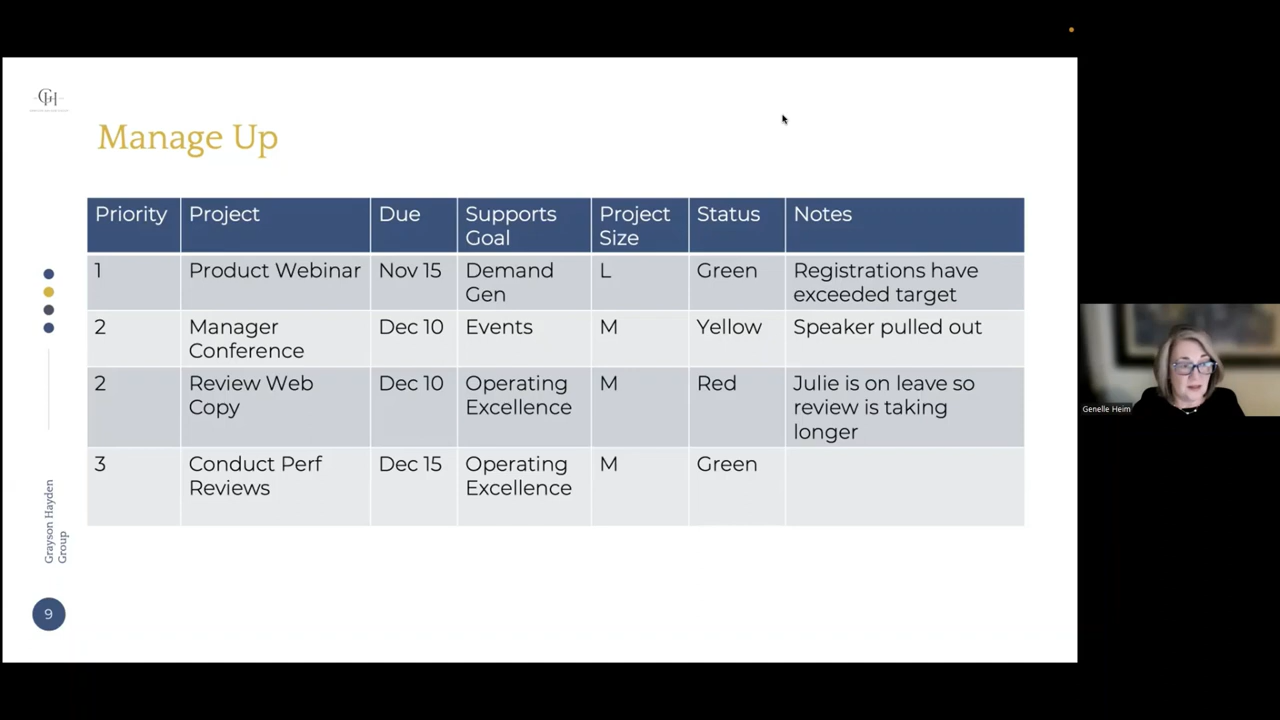 GH
Manage Up
Priority
Project
Due
Supports
Goal
Project
Size
Status
Notes
1
Product Webinar
Nov 15
Demand
Gen
L
Green
Registrations have
exceeded target
2
Manager
Conference
Dec 10
Events
M
Yellow
Speaker pulled out
2
Review Web
Copy
Dec 10
Operating
Excellence
M
Red
Julie is on leave so
review is taking
longer
3
Conduct Perf
Reviews
Dec 15
Operating
Excellence
M
Green
Grayson Hayden
Group
9
Genelle Heim